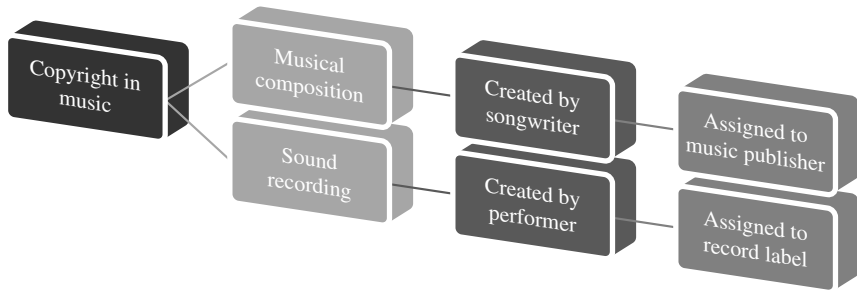 Copyright in
music
Musical
composition
Created by
songwriter
Assigned to
music publisher
Sound
recording
Created by
performer
Assigned to
record label